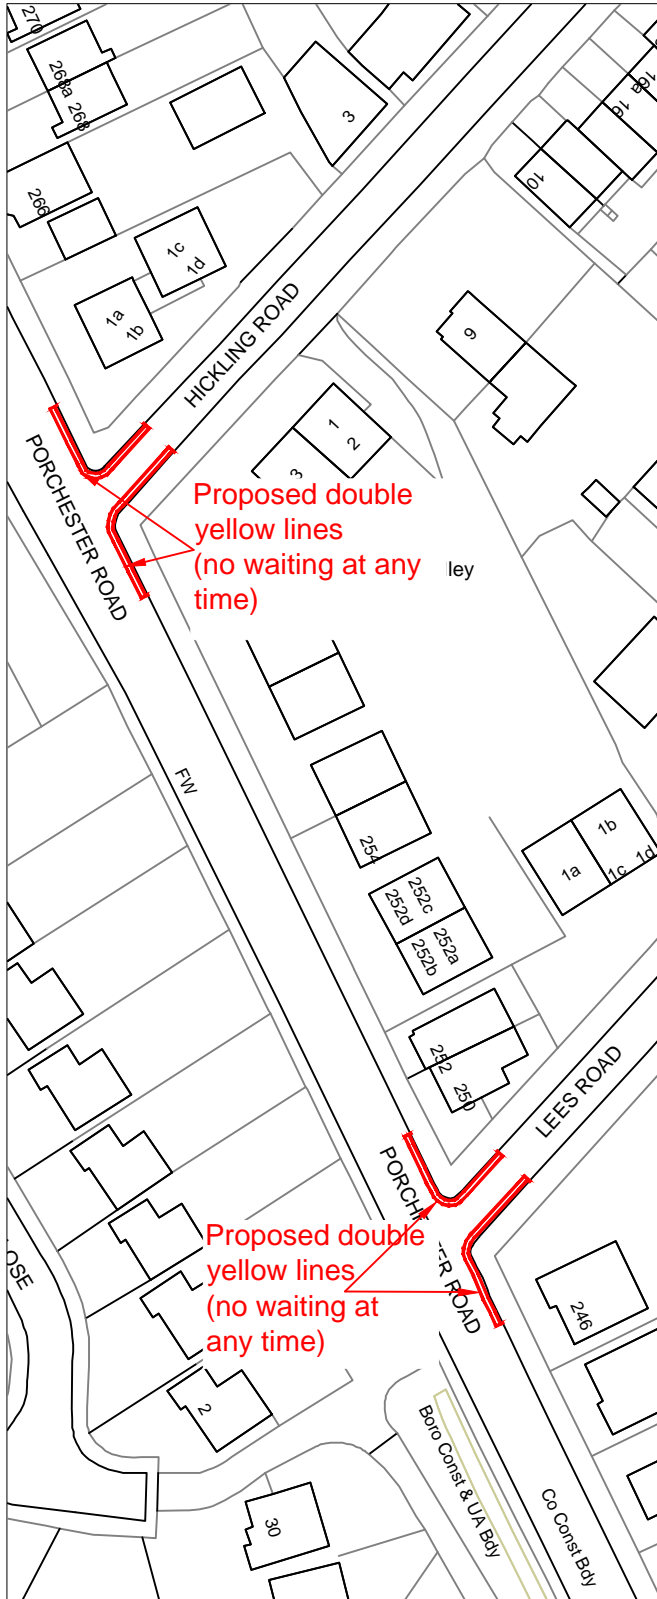 270
268a
268
266
3
16a
16
10
1c
1d
1a
1b
HICKLING ROAD
9
1
2
3
PORCHESTER ROAD
Proposed double
yellow lines
(no waiting at any
time)
lley
FW
254
1b
1a
1c
1d
252c
252d
252a
252b
252
250
LEES ROAD
PORCHESTER ROAD
Proposed double
yellow lines
(no waiting at
any time)
OSE
246
2
Boro Const & UA Bdy
Co Const Bdy
30